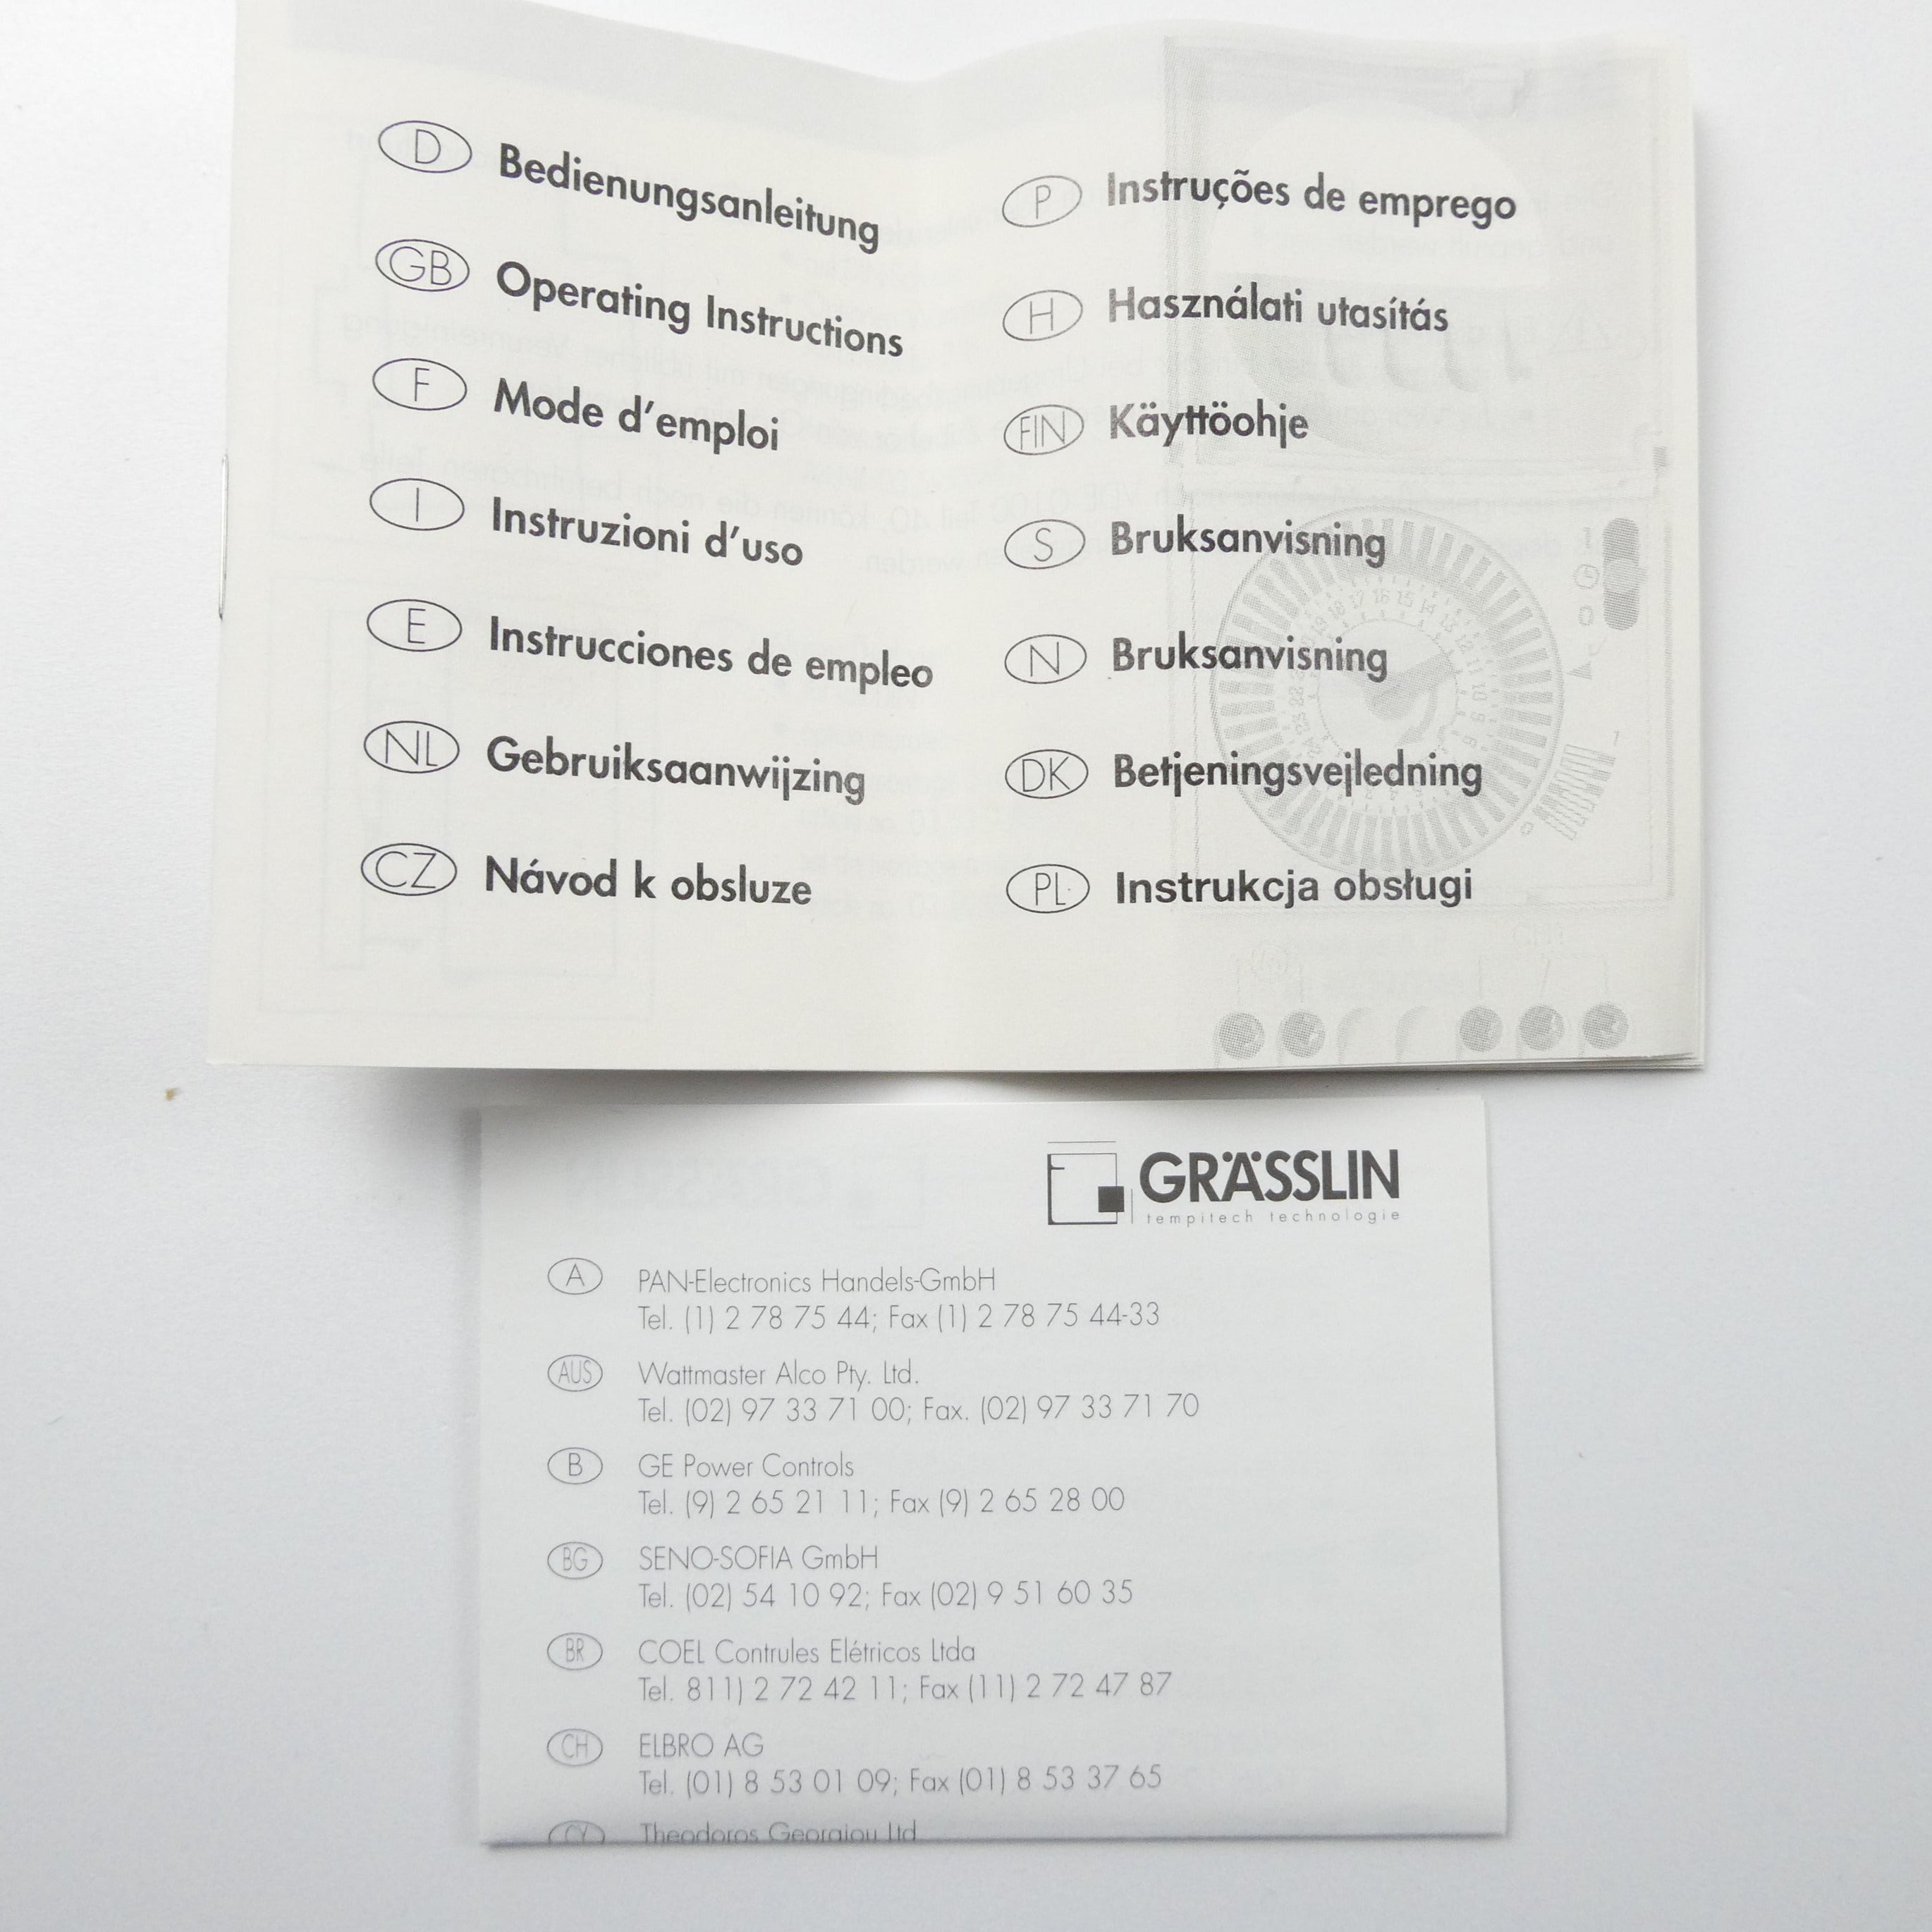 D Bedienungsanleitung
GB Operating Instructions
F Mode d'emploi
I Instruzioni d'uso
E Instrucciones de empleo
NL Gebruiksaanwijzing
CZ Návod k obsluze
P Instruções de emprego
H Használati utasítás
FIN Käyttöohje
S Bruksanvisning
N Bruksanvisning
DK Betjeningsvejledning
PL Instrukcja obsługi
GRÄSSLIN
tempitech technologie
A PAN-Electronics Handels-GmbH
Tel. (1) 2 78 75 44; Fax (1) 2 78 75 44-33
AUS Wattmaster Alco Pty. Ltd.
Tel. (02) 97 33 71 00; Fax. (02) 97 33 71 70
B GE Power Controls
Tel. (9) 2 65 21 11; Fax (9) 2 65 28 00
BG SENO-SOFIA GmbH
Tel. (02) 54 10 92; Fax (02) 9 51 60 35
BR COEL Contrules Elétricos Ltda
Tel. 811) 2 72 42 11; Fax (11) 2 72 47 87
CH ELBRO AG
Tel. (01) 8 53 01 09; Fax (01) 8 53 37 65
CY Theodoros Georgiou Ltd